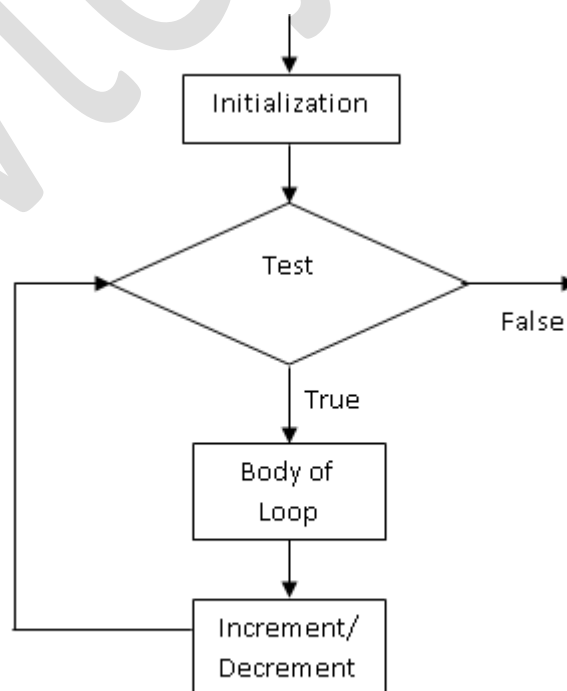 Initialization
Test
False
True
Body of
Loop
Increment/
Decrement